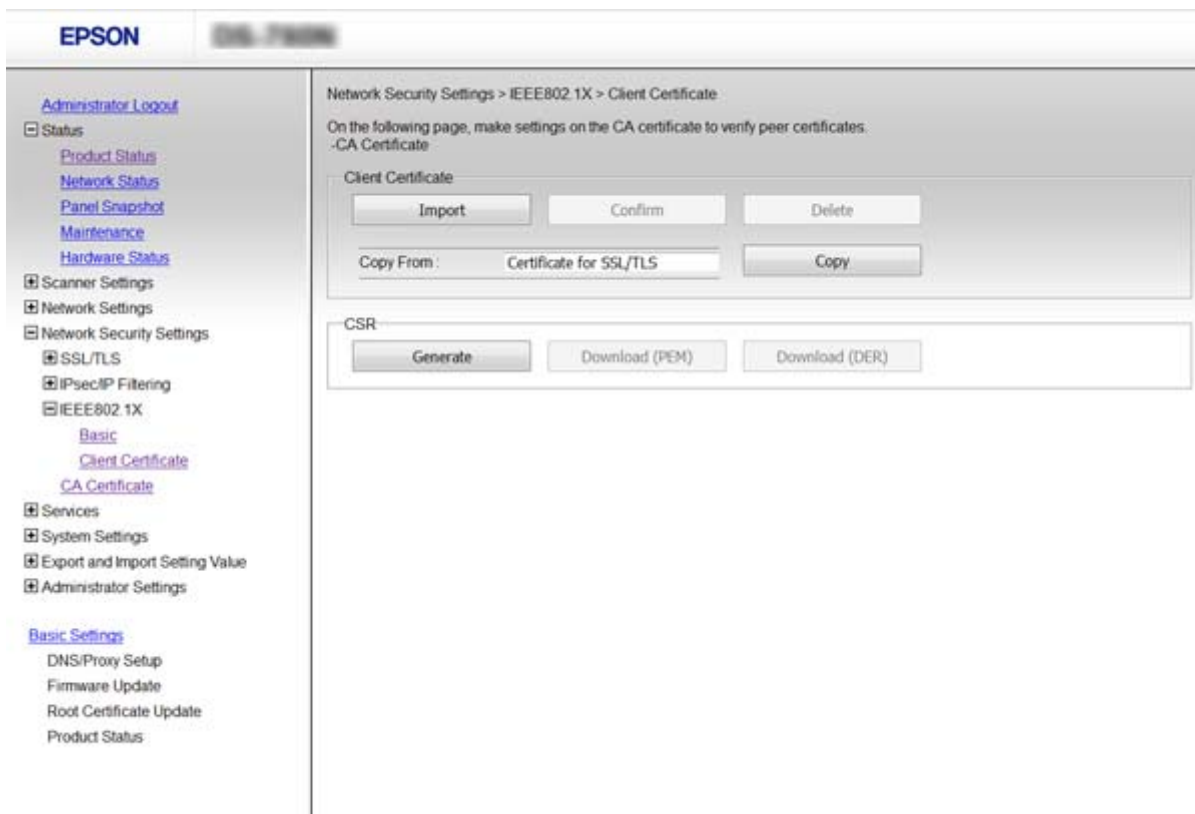 EPSON
Administrator Logout
Status
Product Status
Network Status
Panel Snapshot
Maintenance
Hardware Status
Scanner Settings
Network Settings
Network Security Settings
SSL/TLS
IPsec/IP Filtering
IEEE802.1X
Basic
Client Certificate
CA Certificate
Services
System Settings
Export and Import Setting Value
Administrator Settings
Basic Settings
DNS/Proxy Setup
Firmware Update
Root Certificate Update
Product Status
Network Security Settings > IEEE802.1X > Client Certificate
On the following page, make settings on the CA certificate to verify peer certificates.
-CA Certificate
Client Certificate
Import Confirm Delete
Copy From : Certificate for SSL/TLS Copy
CSR
Generate Download (PEM) Download (DER)